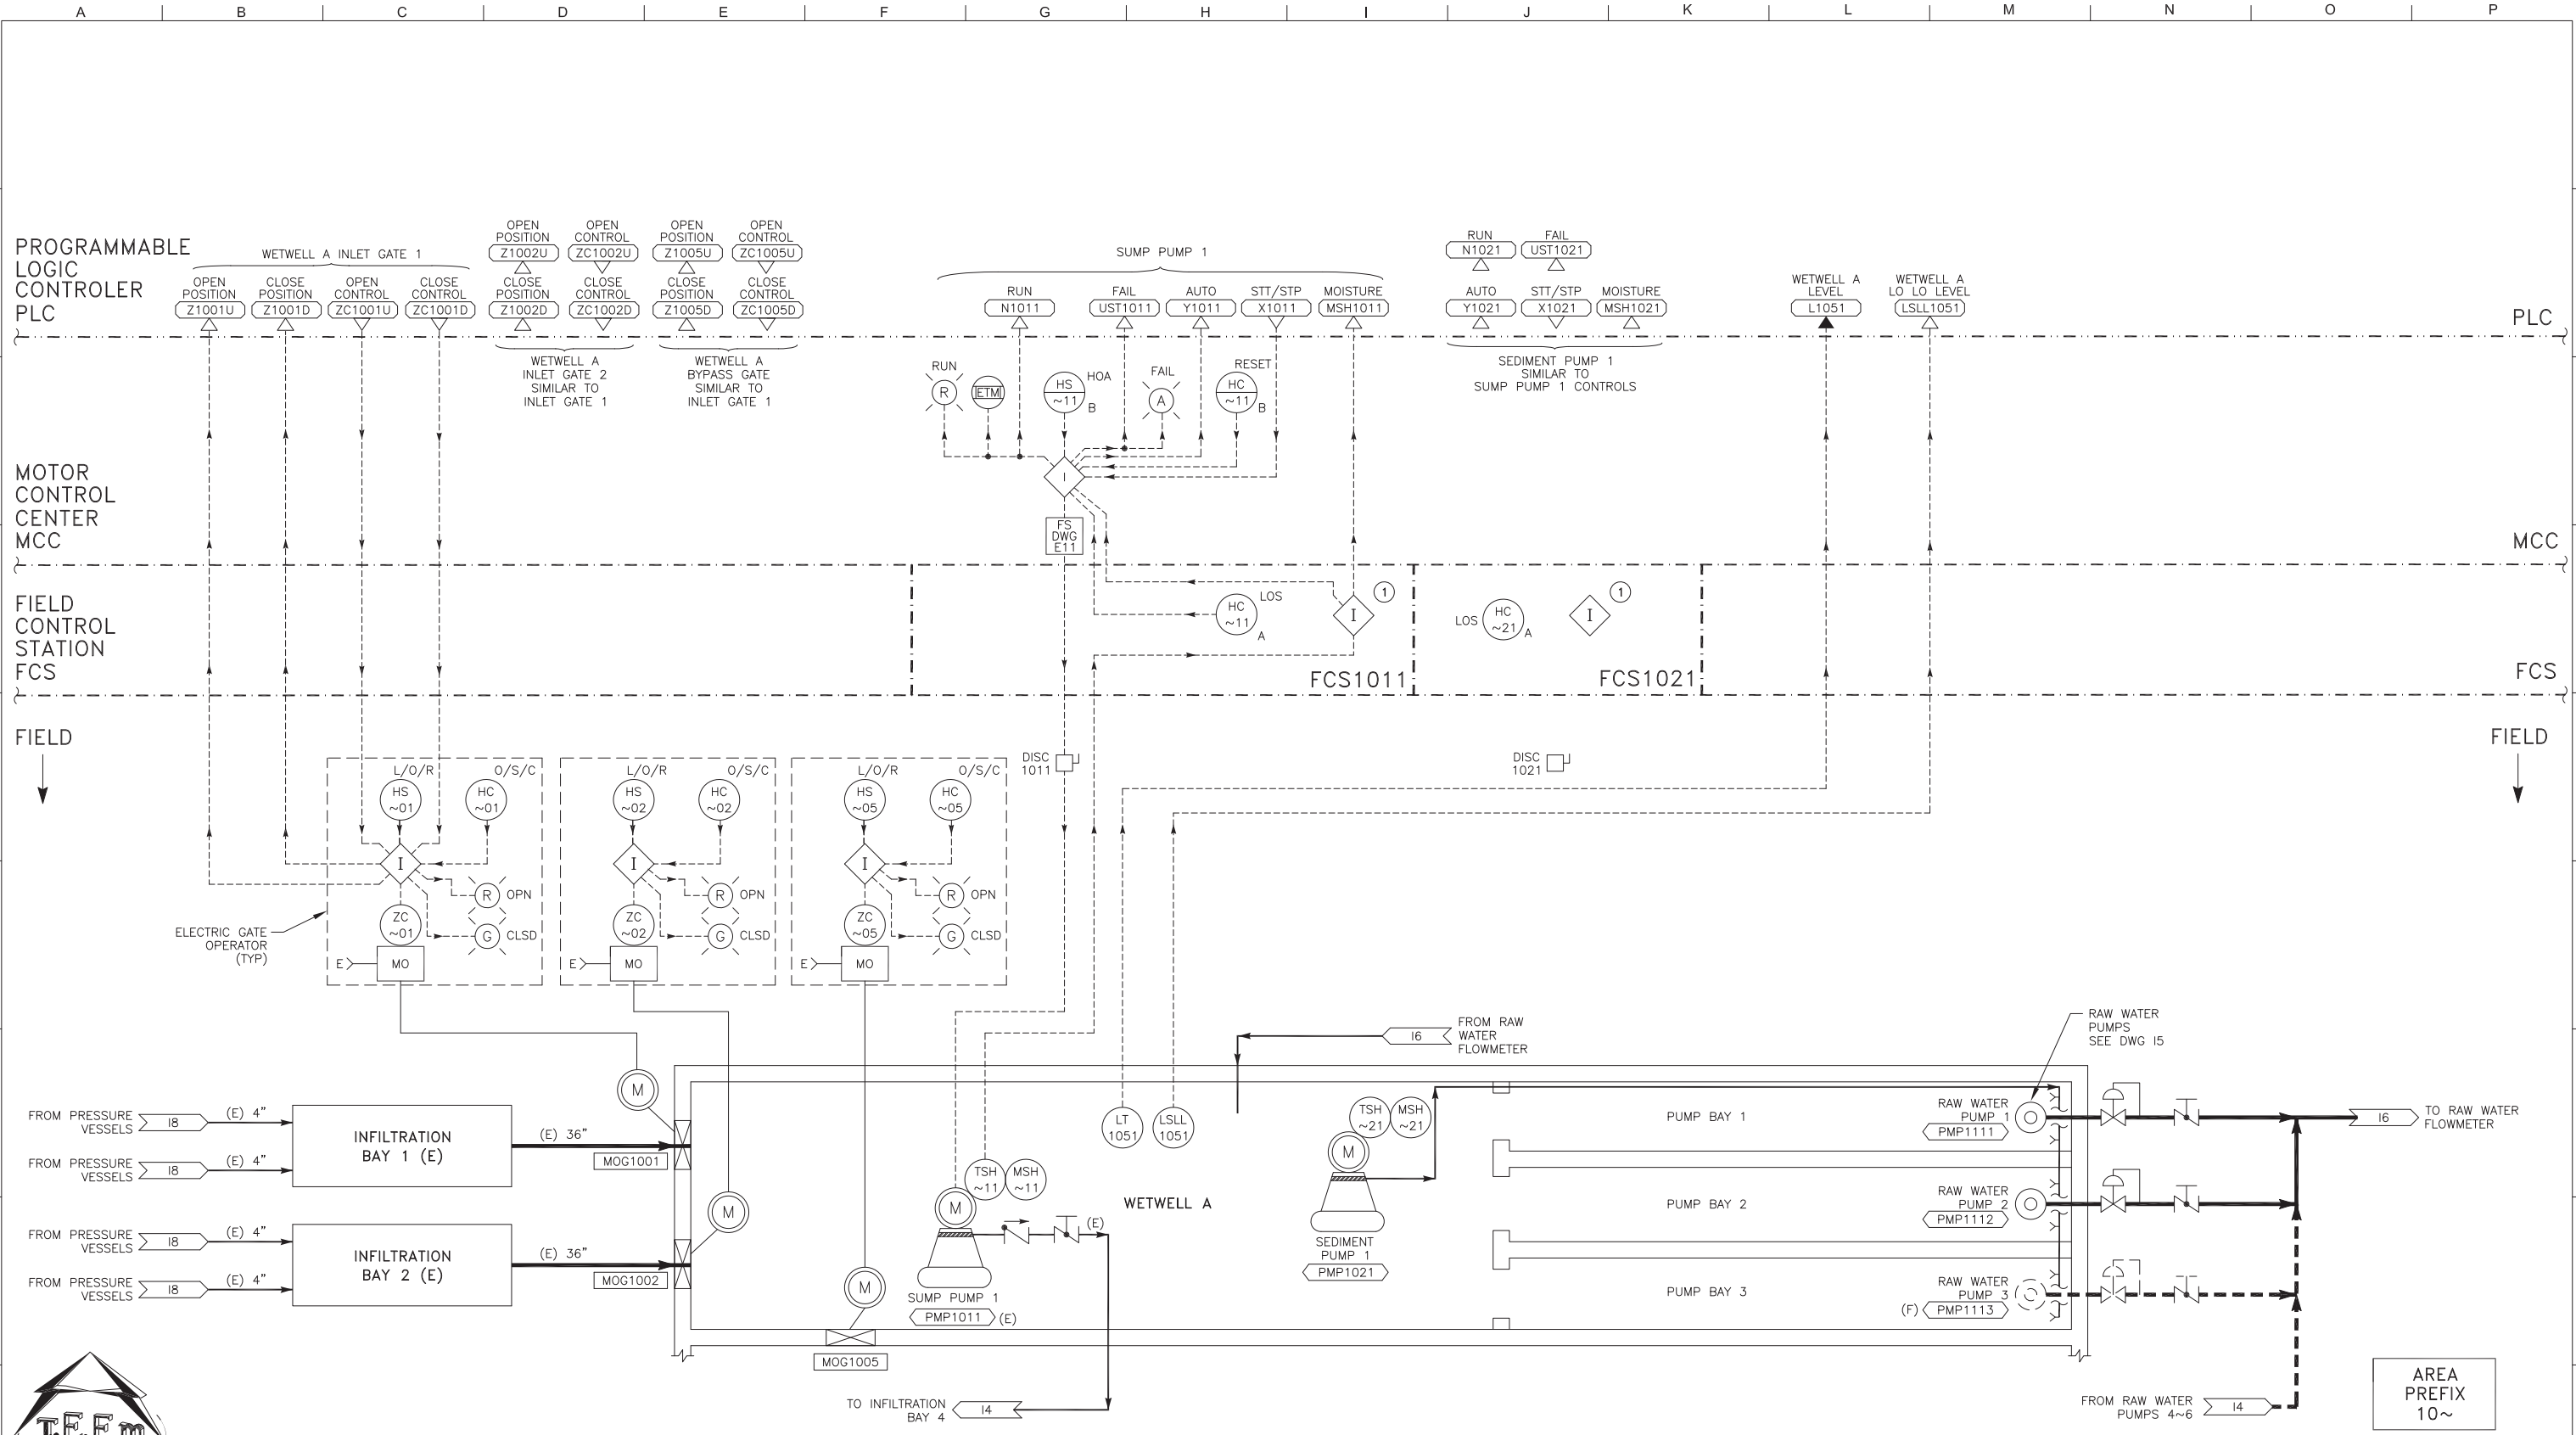 A B C D E F G H I J K L M N O P
PROGRAMMABLE
LOGIC
CONTROLER
PLC
WETWELL A INLET GATE 1
OPEN
POSITION
Z1001U
CLOSE
POSITION
Z1001D
OPEN
CONTROL
ZC1001U
CLOSE
CONTROL
ZC1001D
OPEN
POSITION
Z1002U
OPEN
CONTROL
ZC1002U
CLOSE
POSITION
Z1002D
CLOSE
CONTROL
ZC1002D
OPEN
POSITION
Z1005U
OPEN
CONTROL
ZC1005U
CLOSE
POSITION
Z1005D
CLOSE
CONTROL
ZC1005D
SUMP PUMP 1
RUN
N1011
FAIL
UST1011
AUTO
Y1011
STT/STP
X1011
MOISTURE
MSH1011
RUN
N1021
FAIL
UST1021
AUTO
Y1021
STT/STP
X1021
MOISTURE
MSH1021
WETWELL A
LEVEL
L1051
WETWELL A
LO LO LEVEL
LSLL1051
PLC
WETWELL A
INLET GATE 2
SIMILAR TO
INLET GATE 1
WETWELL A
BYPASS GATE
SIMILAR TO
INLET GATE 1
SEDIMENT PUMP 1
SIMILAR TO
SUMP PUMP 1 CONTROLS
RUN
R
ETM
HS
~11
HOA
B
FAIL
A
RESET
HC
~11
B
I
FS
DWG
E11
MOTOR
CONTROL
CENTER
MCC
MCC
FIELD
CONTROL
STATION
FCS
HC
~11
LOS
A
I
1
FCS1011
LOS
HC
~21
A
I
1
FCS1021
FCS
FIELD
FIELD
L/O/R
O/S/C
HS
~01
HC
~01
I
R OPN
ZC
~01
G CLSD
E MO
L/O/R
O/S/C
HS
~02
HC
~02
I
R OPN
ZC
~02
G CLSD
E MO
L/O/R
O/S/C
HS
~05
HC
~05
I
R OPN
ZC
~05
G CLSD
E MO
ELECTRIC GATE
OPERATOR
(TYP)
DISC
1011
DISC
1021
FROM RAW
WATER
FLOWMETER
I6
RAW WATER
PUMPS
SEE DWG I5
FROM PRESSURE
VESSELS
I8
(E) 4"
FROM PRESSURE
VESSELS
I8
(E) 4"
INFILTRATION
BAY 1 (E)
(E) 36"
MOG1001
M
FROM PRESSURE
VESSELS
I8
(E) 4"
FROM PRESSURE
VESSELS
I8
(E) 4"
INFILTRATION
BAY 2 (E)
(E) 36"
MOG1002
M
M
MOG1005
TSH
~11
MSH
~11
M
(E)
SUMP PUMP 1
PMP1011 (E)
TO INFILTRATION
BAY 4
I4
LT
1051
LSLL
1051
WETWELL A
TSH
~21
MSH
~21
M
SEDIMENT
PUMP 1
PMP1021
PUMP BAY 1
PUMP BAY 2
PUMP BAY 3
RAW WATER
PUMP 1
PMP1111
RAW WATER
PUMP 2
PMP1112
RAW WATER
PUMP 3
(F) PMP1113
I6
TO RAW WATER
FLOWMETER
FROM RAW WATER
PUMPS 4~6
I4
AREA
PREFIX
10~
T.E.E.M